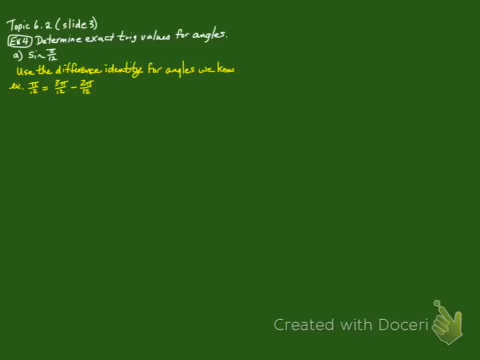 Topic 6.2 (slide 3)
Ex 4 Determine exact trig values for angles.
a) sin π/12
Use the difference identity for angles we know
ex. π/12 = 3π/12 - 2π/12
Created with Doceri